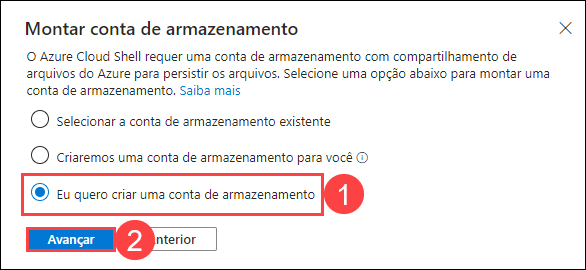 Montar conta de armazenamento
O Azure Cloud Shell requer uma conta de armazenamento com compartilhamento de
arquivos do Azure para persistir os arquivos. Selecione uma opção abaixo para montar uma
conta de armazenamento. Saiba mais
Selecionar a conta de armazenamento existente
Criaremos uma conta de armazenamento para você
Eu quero criar uma conta de armazenamento 1
Avançar 2